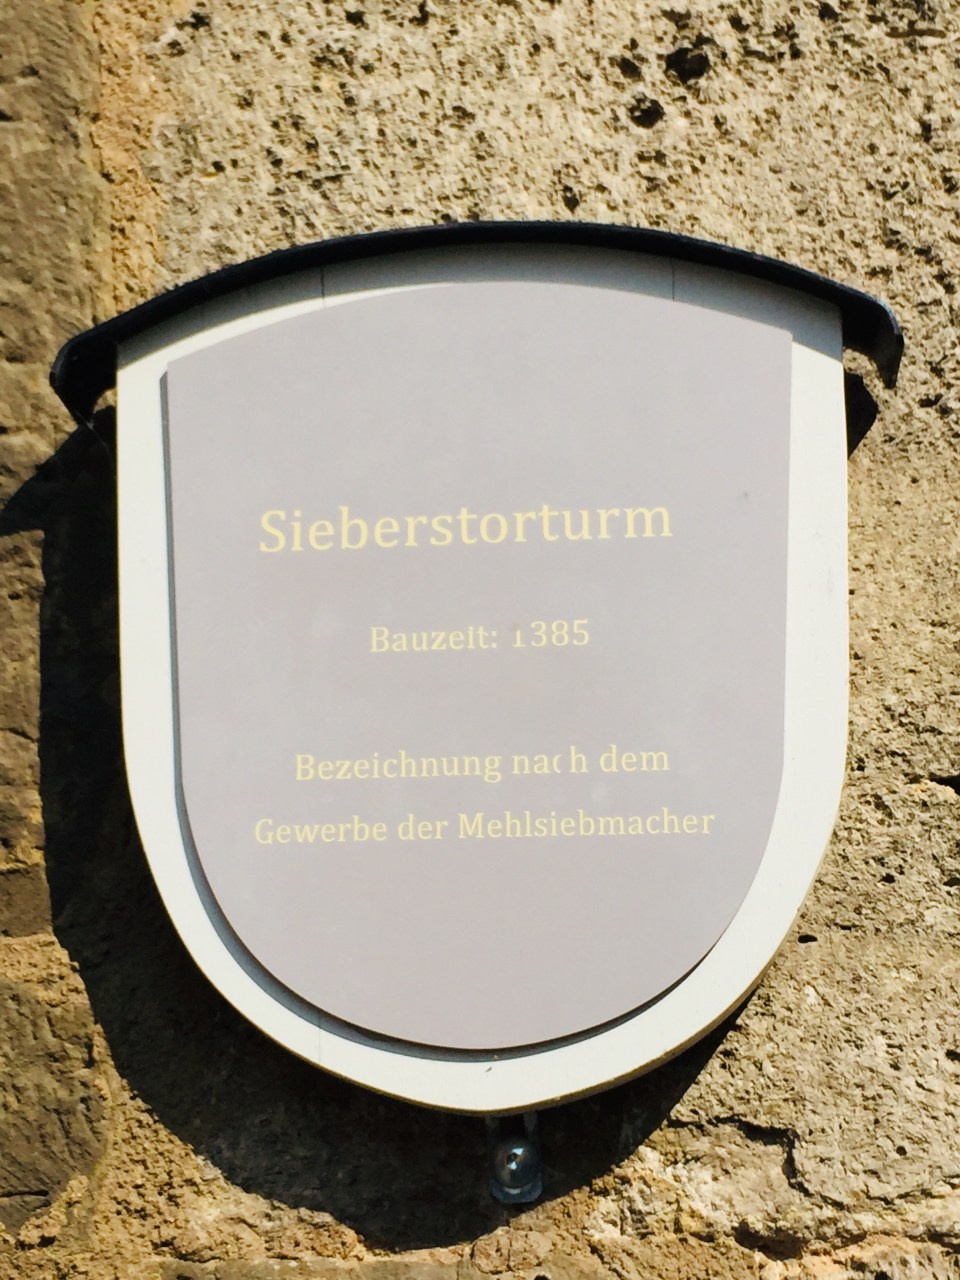 Sieberstorturm
Bauzeit: 1385
Bezeichnung nach dem
Gewerbe der Mehlsiebmacher